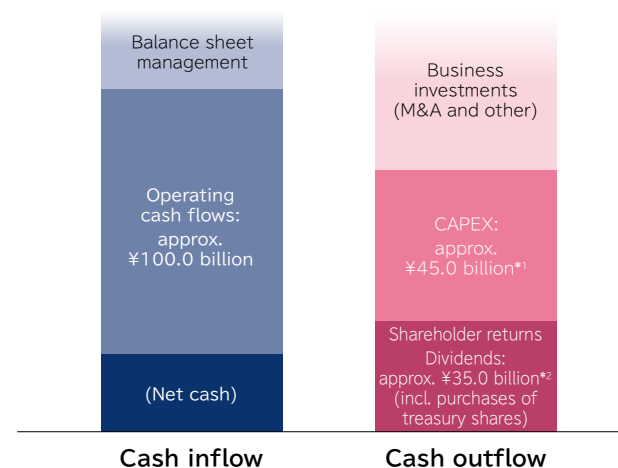 Balance sheet
management
Operating
cash flows:
approx.
¥100.0 billion
(Net cash)
Cash inflow
Business
investments
(M&A and other)
CAPEX:
approx.
¥45.0 billion*1
Shareholder returns
Dividends:
approx. ¥35.0 billion*2
(incl. purchases of
treasury shares)
Cash outflow